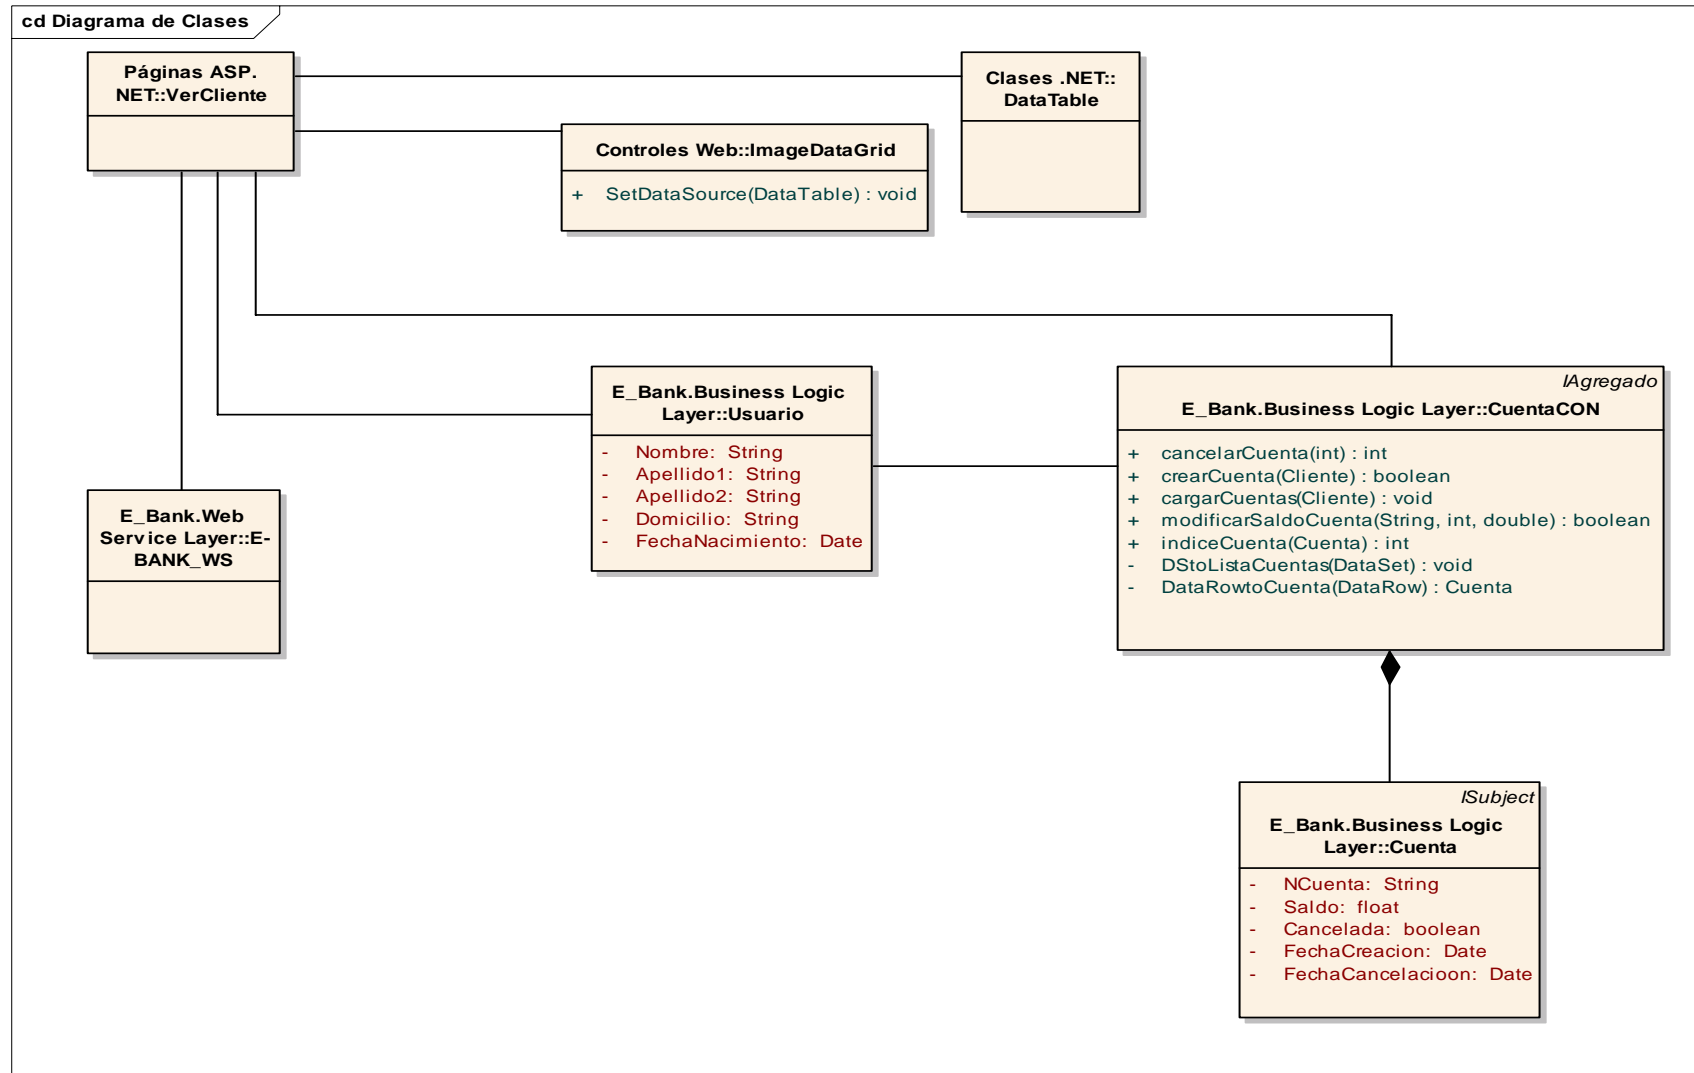 cd Diagrama de Clases
Páginas ASP.
NET::VerCliente
Clases .NET::
DataTable
Controles Web::ImageDataGrid
+ SetDataSource(DataTable) : void
E_Bank.Business Logic
Layer::Usuario
- Nombre: String
- Apellido1: String
- Apellido2: String
- Domicilio: String
- FechaNacimiento: Date
IAgregado
E_Bank.Business Logic Layer::CuentaCON
+ cancelarCuenta(int) : int
+ crearCuenta(Cliente) : boolean
+ cargarCuentas(Cliente) : void
+ modificarSaldoCuenta(String, int, double) : boolean
+ indiceCuenta(Cuenta) : int
- DStoListaCuentas(DataSet) : void
- DataRowtoCuenta(DataRow) : Cuenta
E_Bank.Web
Service Layer::E-
BANK_WS
ISubject
E_Bank.Business Logic
Layer::Cuenta
- NCuenta: String
- Saldo: float
- Cancelada: boolean
- FechaCreacion: Date
- FechaCancelacioon: Date